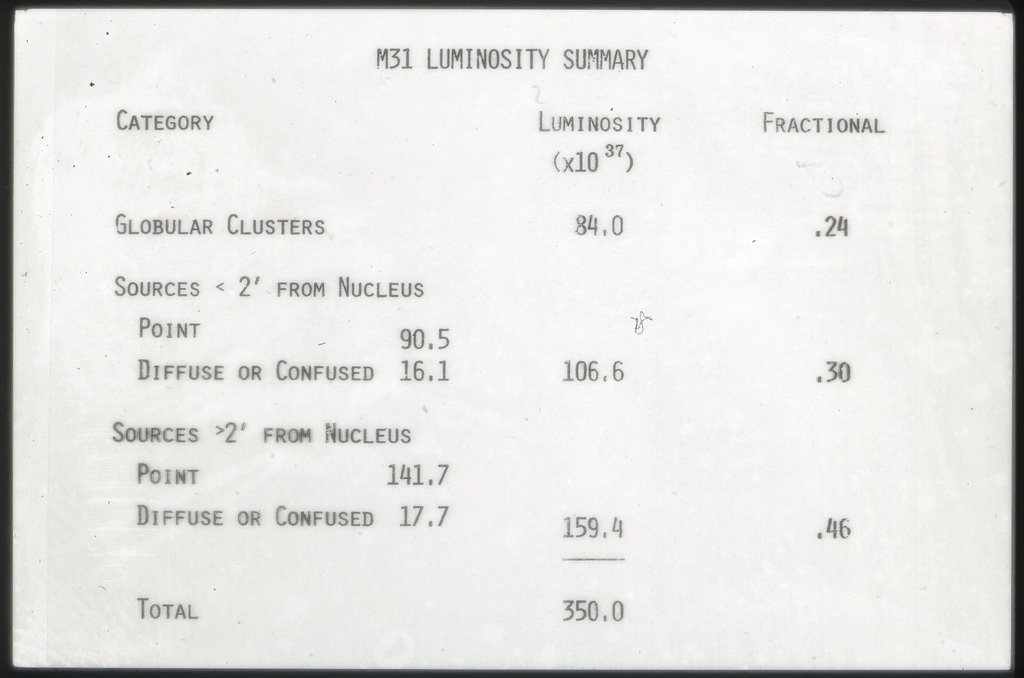 M31 LUMINOSITY SUMMARY
CATEGORY LUMINOSITY FRACTIONAL
(x10³⁷)
GLOBULAR CLUSTERS 84.0 .24
SOURCES < 2′ FROM NUCLEUS
POINT 90.5
DIFFUSE OR CONFUSED 16.1 106.6 .30
SOURCES >2′ FROM NUCLEUS
POINT 141.7
DIFFUSE OR CONFUSED 17.7 159.4 .46
TOTAL 350.0